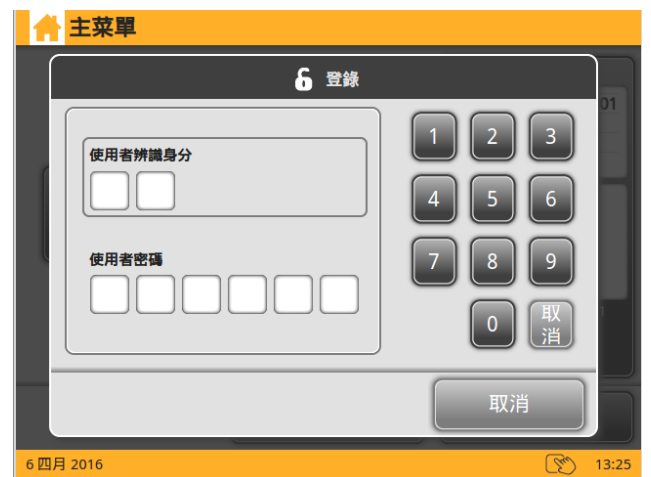 主菜單
登錄
01
使用者辨識身分
1 2 3
4 5 6
使用者密碼
7 8 9
0 取消
取消
6 四月 2016 13:25